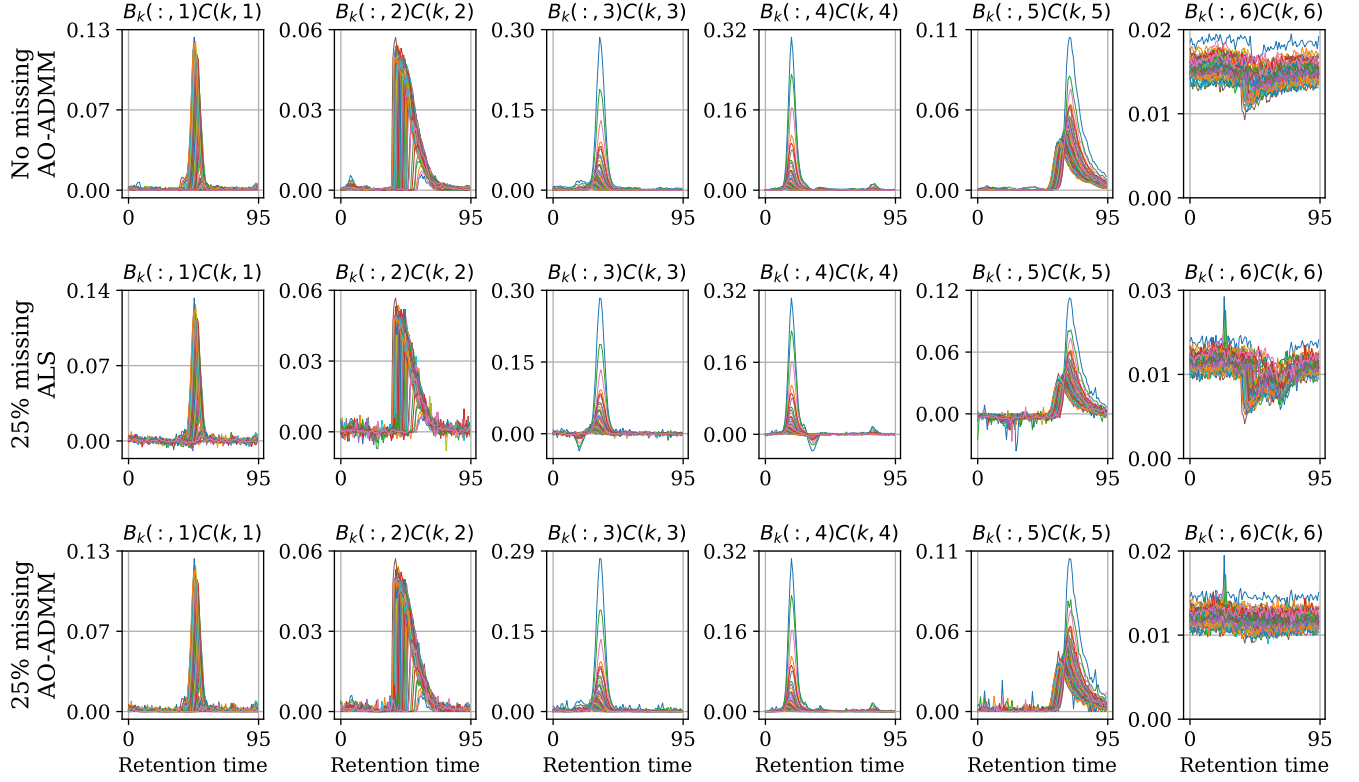 No missing
AO-ADMM
B_k(:, 1)C(k, 1) B_k(:, 2)C(k, 2) B_k(:, 3)C(k, 3) B_k(:, 4)C(k, 4) B_k(:, 5)C(k, 5) B_k(:, 6)C(k, 6)
0.13 0.06 0.30 0.32 0.11 0.02
0.07 0.03 0.15 0.16 0.06 0.01
0.00 0.00 0.00 0.00 0.00 0.00
0 95 0 95 0 95 0 95 0 95 0 95
25% missing
ALS
B_k(:, 1)C(k, 1) B_k(:, 2)C(k, 2) B_k(:, 3)C(k, 3) B_k(:, 4)C(k, 4) B_k(:, 5)C(k, 5) B_k(:, 6)C(k, 6)
0.14 0.06 0.30 0.32 0.12 0.03
0.07 0.03 0.15 0.16 0.06 0.01
0.00 0.00 0.00 0.00 0.00 0.00
0 95 0 95 0 95 0 95 0 95 0 95
25% missing
AO-ADMM
B_k(:, 1)C(k, 1) B_k(:, 2)C(k, 2) B_k(:, 3)C(k, 3) B_k(:, 4)C(k, 4) B_k(:, 5)C(k, 5) B_k(:, 6)C(k, 6)
0.13 0.06 0.29 0.32 0.11 0.02
0.07 0.03 0.15 0.16 0.06 0.01
0.00 0.00 0.00 0.00 0.00 0.00
0 95 0 95 0 95 0 95 0 95 0 95
Retention time Retention time Retention time Retention time Retention time Retention time